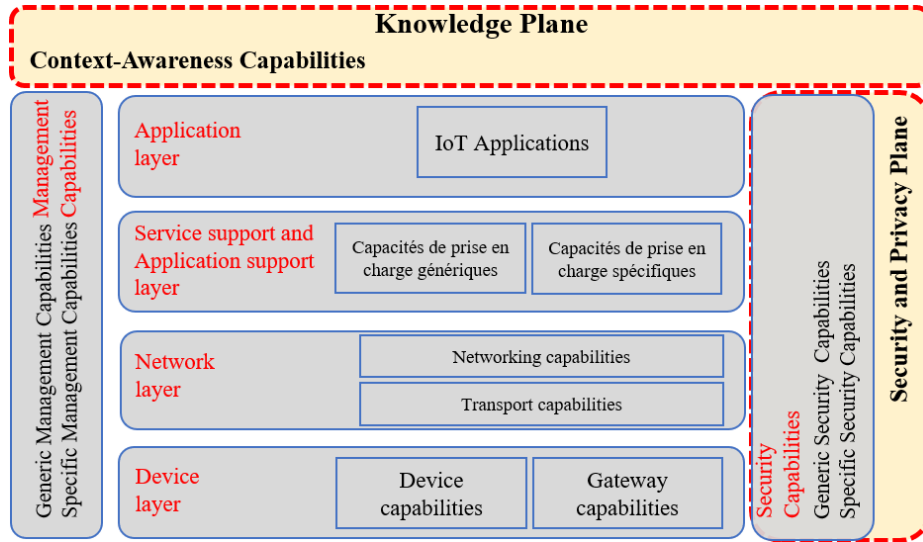 Knowledge Plane
Context-Awareness Capabilities
Management
Capabilities
Generic Management Capabilities
Specific Management Capabilities
Application
layer
IoT Applications
Service support and
Application support
layer
Capacités de prise en
charge génériques
Capacités de prise en
charge spécifiques
Network
layer
Networking capabilities
Transport capabilities
Device
layer
Device
capabilities
Gateway
capabilities
Security
Capabilities
Generic Security Capabilities
Specific Security Capabilities
Security and Privacy Plane